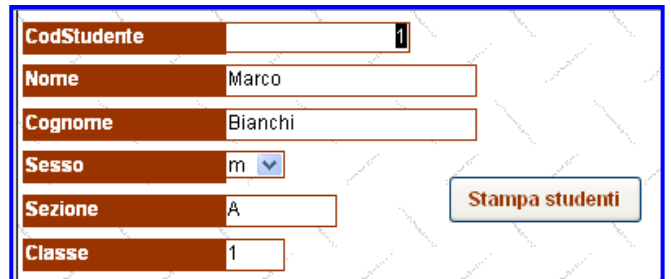 CodStudente 1
Nome Marco
Cognome Bianchi
Sesso m
Sezione A
Stampa studenti
Classe 1